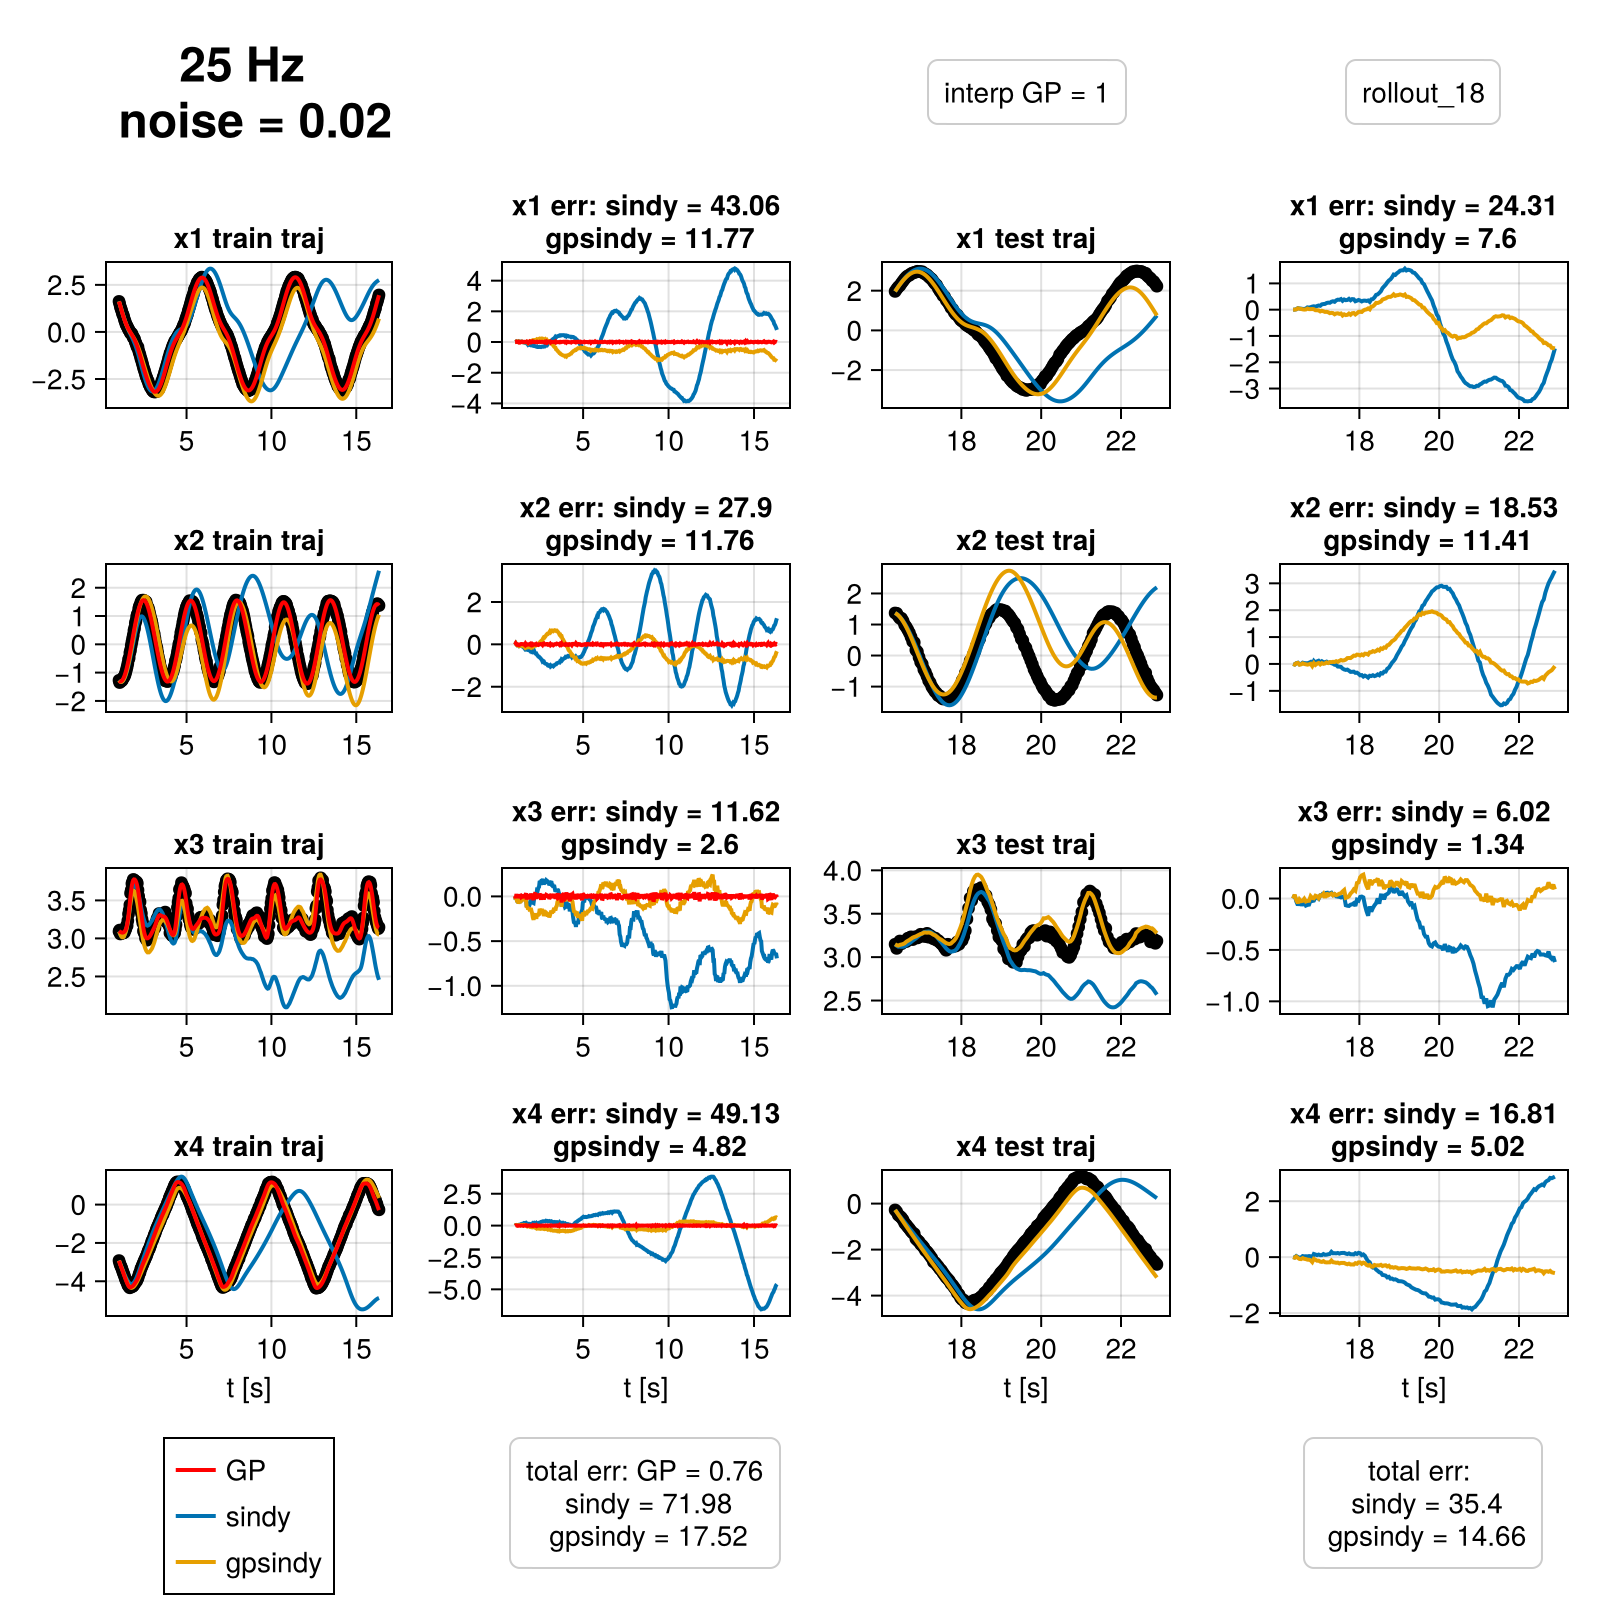 25 Hz
noise = 0.02
interp GP = 1
rollout_18
x1 train traj
x1 err: sindy = 43.06
gpsindy = 11.77
x1 test traj
x1 err: sindy = 24.31
gpsindy = 7.6
2.5
0.0
−2.5
5 10 15
4
2
0
−2
−4
5 10 15
2
0
−2
18 20 22
1
0
−1
−2
−3
18 20 22
x2 train traj
x2 err: sindy = 27.9
gpsindy = 11.76
x2 test traj
x2 err: sindy = 18.53
gpsindy = 11.41
2
1
0
−1
−2
5 10 15
2
0
−2
5 10 15
2
1
0
−1
18 20 22
3
2
1
0
−1
18 20 22
x3 train traj
x3 err: sindy = 11.62
gpsindy = 2.6
x3 test traj
x3 err: sindy = 6.02
gpsindy = 1.34
3.5
3.0
2.5
5 10 15
0.0
−0.5
−1.0
5 10 15
4.0
3.5
3.0
2.5
18 20 22
0.0
−0.5
−1.0
18 20 22
x4 train traj
x4 err: sindy = 49.13
gpsindy = 4.82
x4 test traj
x4 err: sindy = 16.81
gpsindy = 5.02
0
−2
−4
5 10 15
t [s]
2.5
0.0
−2.5
−5.0
5 10 15
t [s]
0
−2
−4
18 20 22
t [s]
2
0
−2
18 20 22
t [s]
GP
sindy
gpsindy
total err: GP = 0.76
sindy = 71.98
gpsindy = 17.52
total err:
sindy = 35.4
gpsindy = 14.66